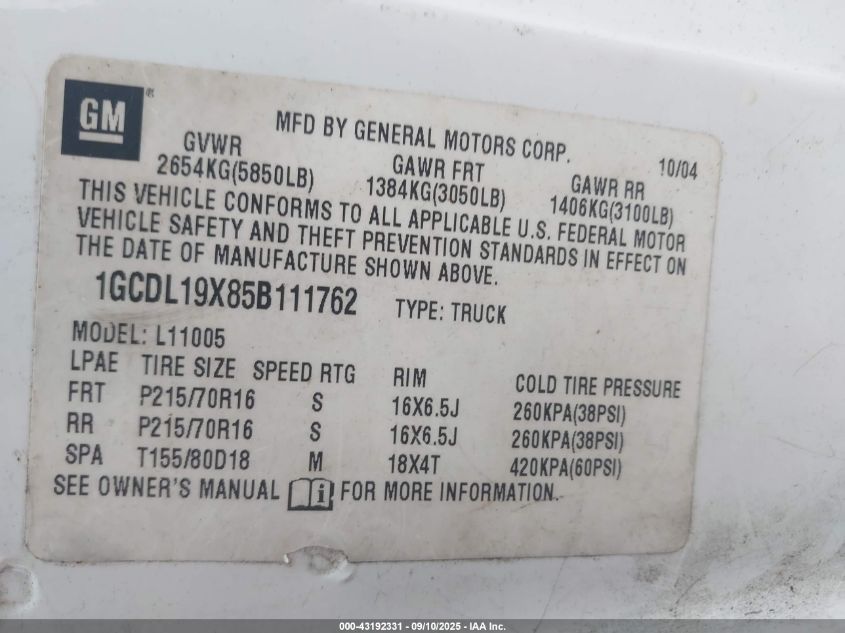 GM
MFD BY GENERAL MOTORS CORP. 10/04
GVWR GAWR FRT GAWR RR
2654KG(5850LB) 1384KG(3050LB) 1406KG(3100LB)
THIS VEHICLE CONFORMS TO ALL APPLICABLE U.S. FEDERAL MOTOR
VEHICLE SAFETY AND THEFT PREVENTION STANDARDS IN EFFECT ON
THE DATE OF MANUFACTURE SHOWN ABOVE.
1GCDL19X85B111762 TYPE: TRUCK
MODEL: L11005
LPAE TIRE SIZE SPEED RTG RIM COLD TIRE PRESSURE
FRT P215/70R16 S 16X6.5J 260KPA(38PSI)
RR P215/70R16 S 16X6.5J 260KPA(38PSI)
SPA T155/80D18 M 18X4T 420KPA(60PSI)
SEE OWNER'S MANUAL i FOR MORE INFORMATION.
000-43192331 - 09/10/2025 - IAA Inc.